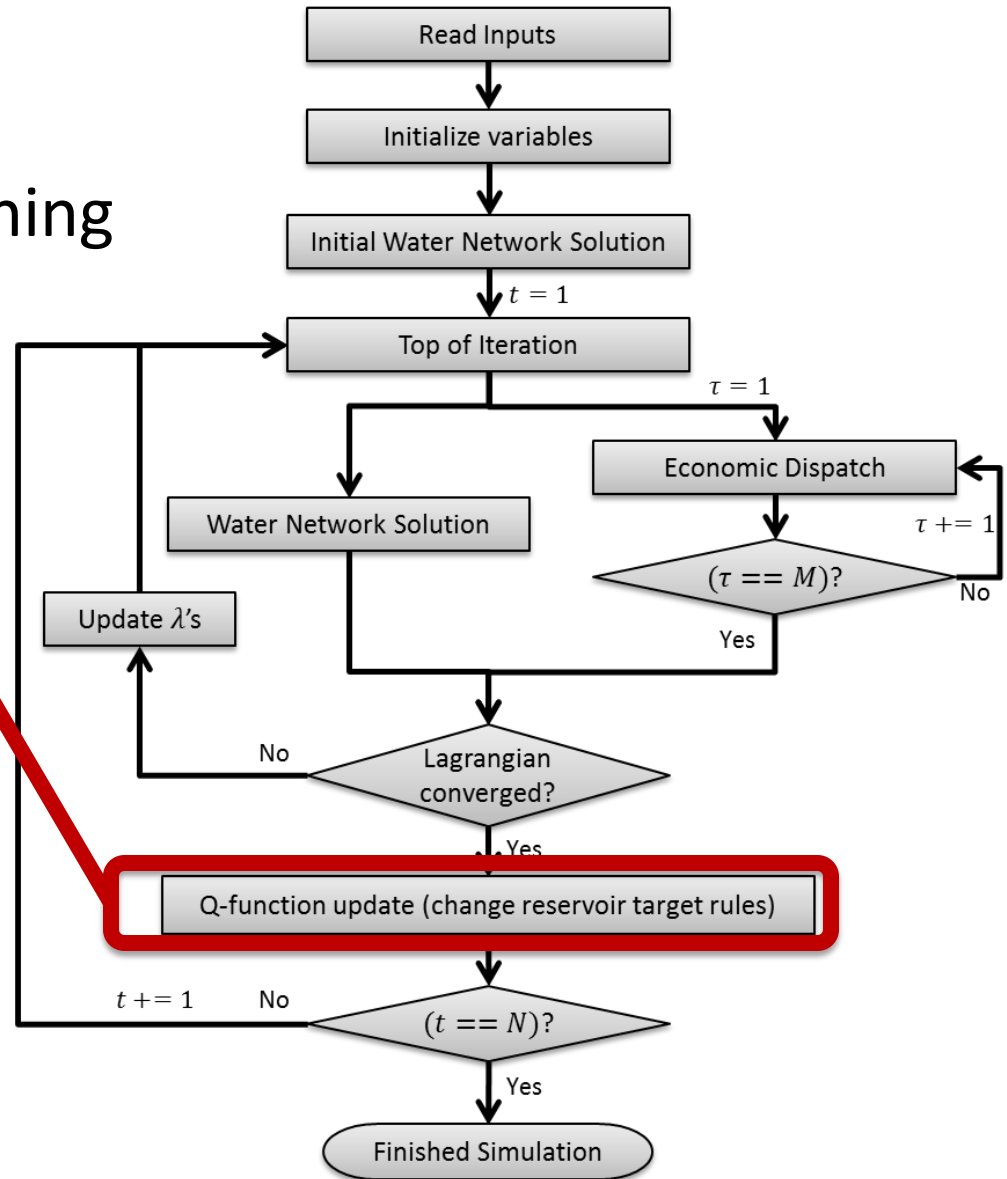 Read Inputs
Initialize variables
ning
Initial Water Network Solution
t = 1
Top of Iteration
τ = 1
Economic Dispatch
Water Network Solution
τ += 1
(τ == M)?
No
Update λ's
Yes
No
Lagrangian
converged?
Yes
Q-function update (change reservoir target rules)
t += 1
No
(t == N)?
Yes
Finished Simulation